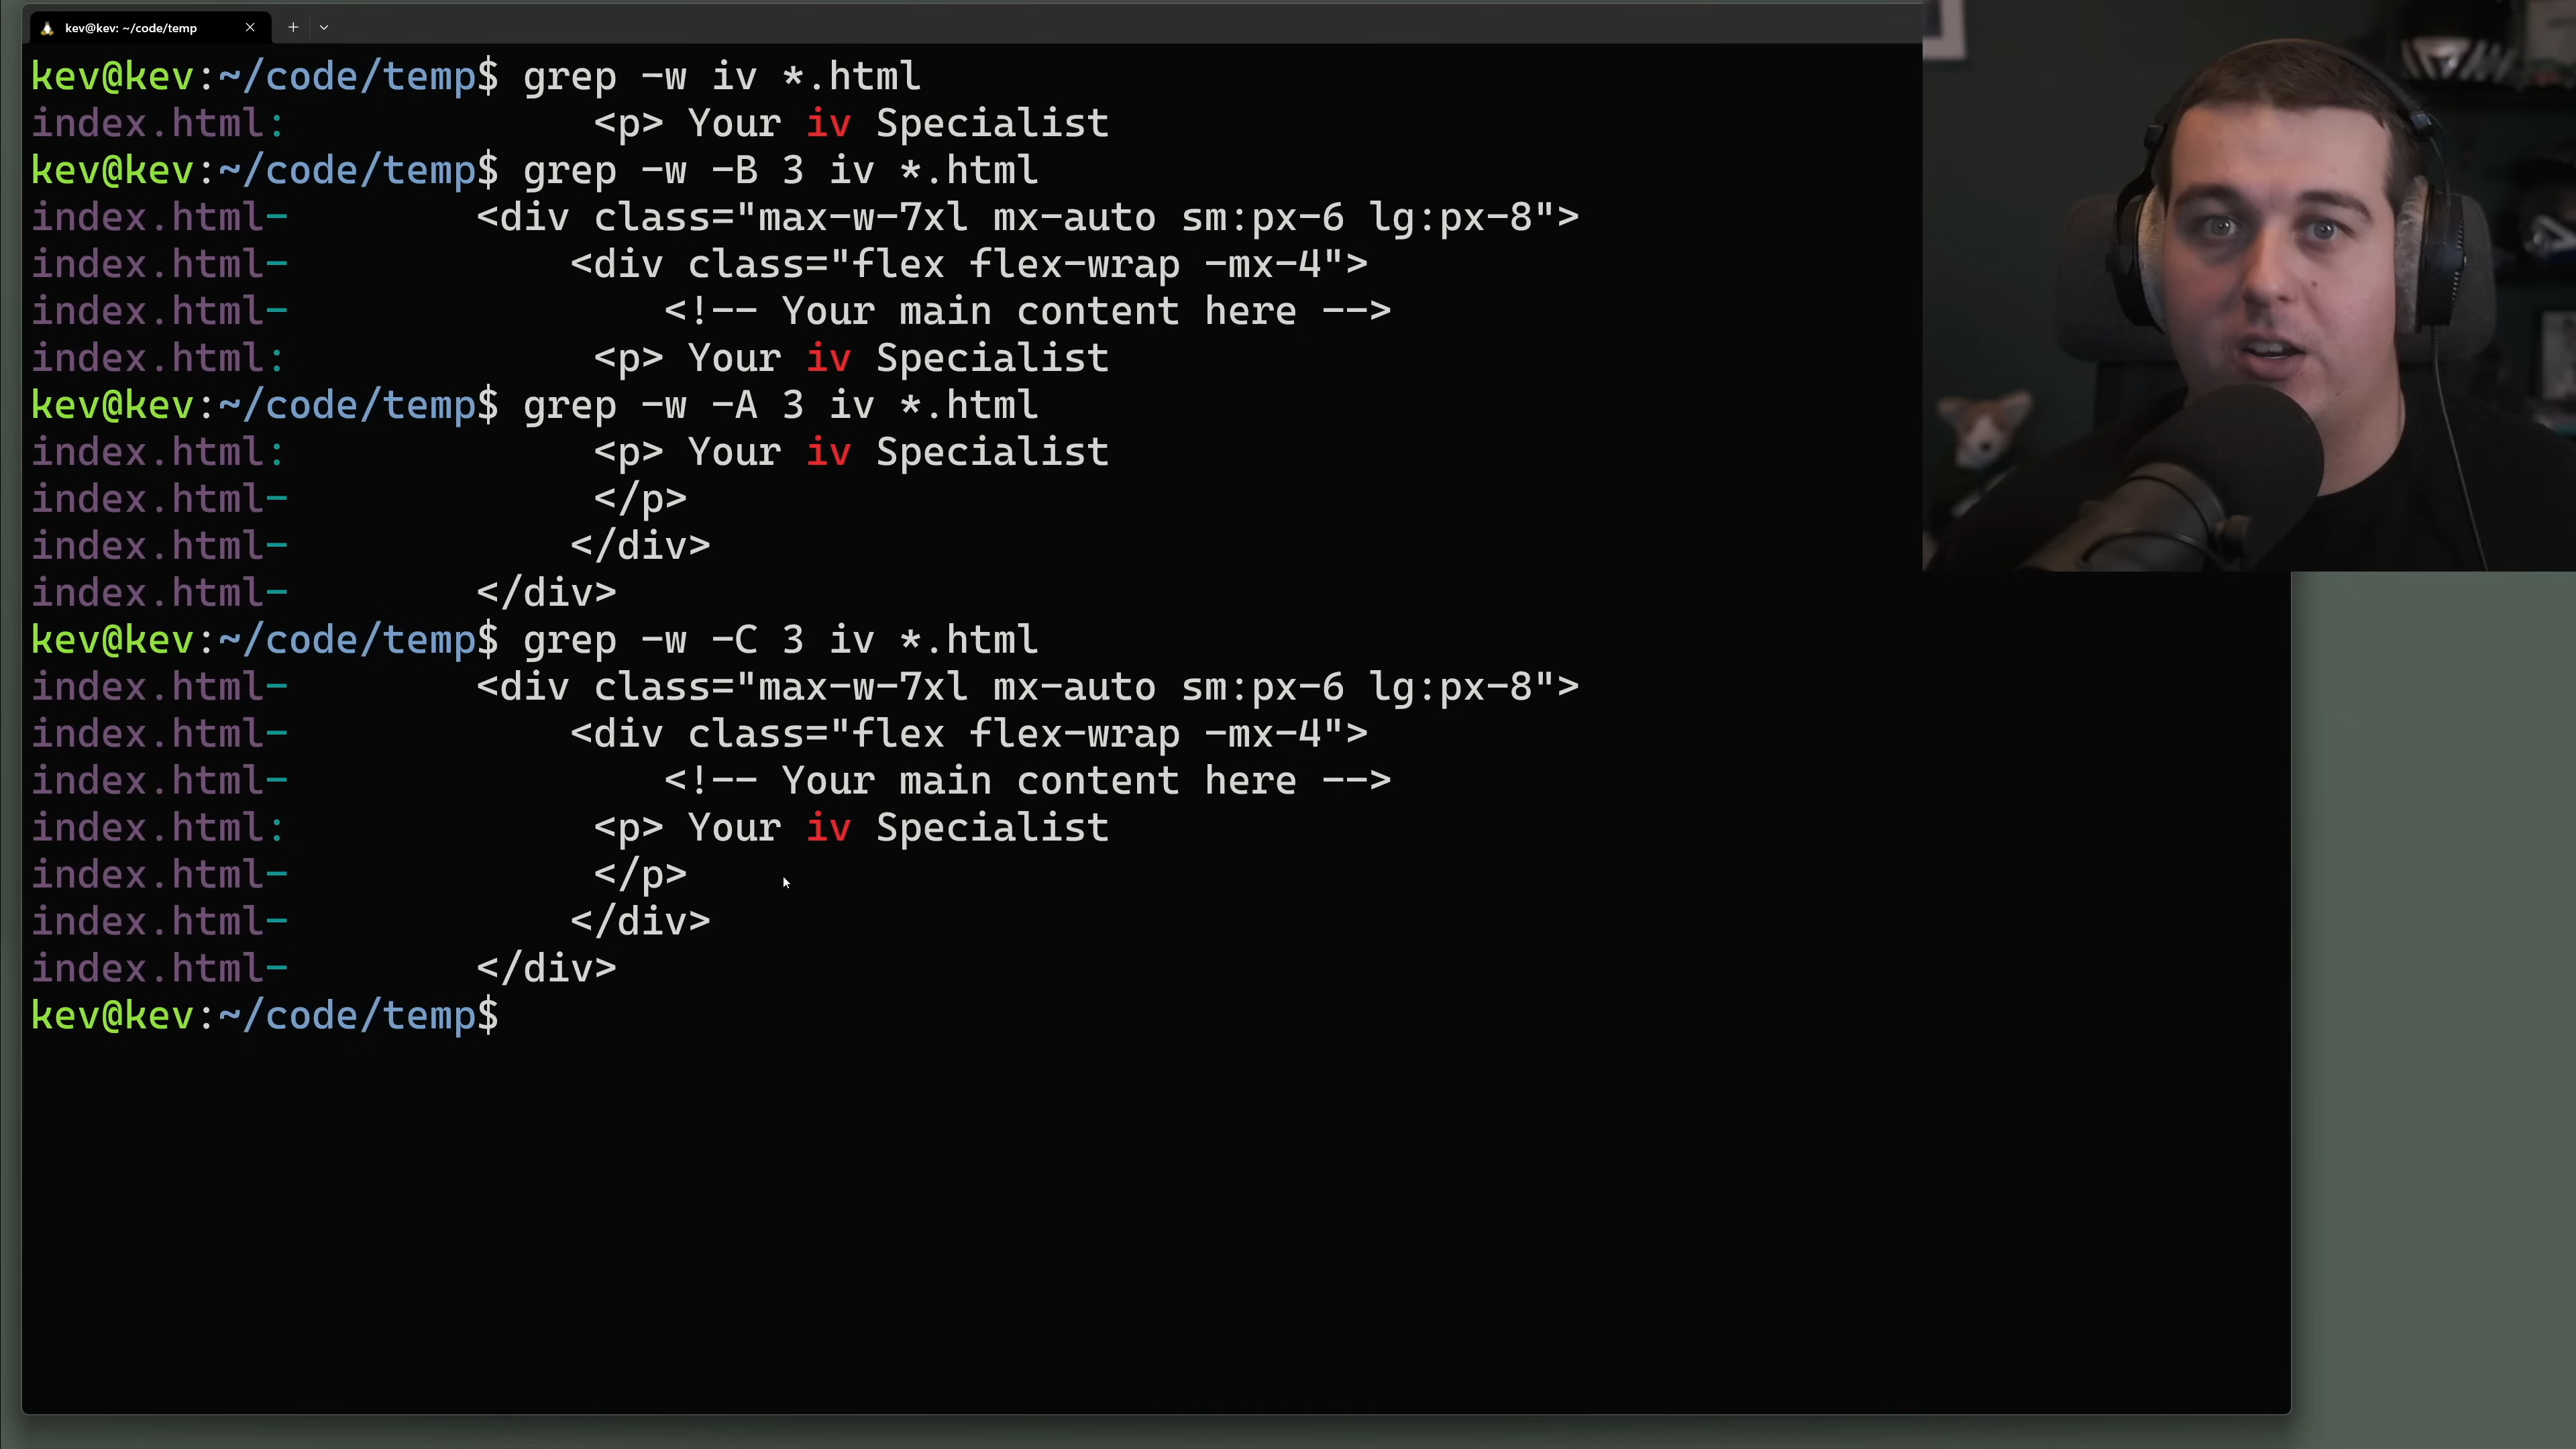 kev@kev: ~/code/temp
kev@kev:~/code/temp$ grep -w iv *.html
index.html:             <p> Your iv Specialist
kev@kev:~/code/temp$ grep -w -B 3 iv *.html
index.html-        <div class="max-w-7xl mx-auto sm:px-6 lg:px-8">
index.html-            <div class="flex flex-wrap -mx-4">
index.html-                <!-- Your main content here -->
index.html:             <p> Your iv Specialist
kev@kev:~/code/temp$ grep -w -A 3 iv *.html
index.html:             <p> Your iv Specialist
index.html-             </p>
index.html-            </div>
index.html-        </div>
kev@kev:~/code/temp$ grep -w -C 3 iv *.html
index.html-        <div class="max-w-7xl mx-auto sm:px-6 lg:px-8">
index.html-            <div class="flex flex-wrap -mx-4">
index.html-                <!-- Your main content here -->
index.html:             <p> Your iv Specialist
index.html-             </p>
index.html-            </div>
index.html-        </div>
kev@kev:~/code/temp$